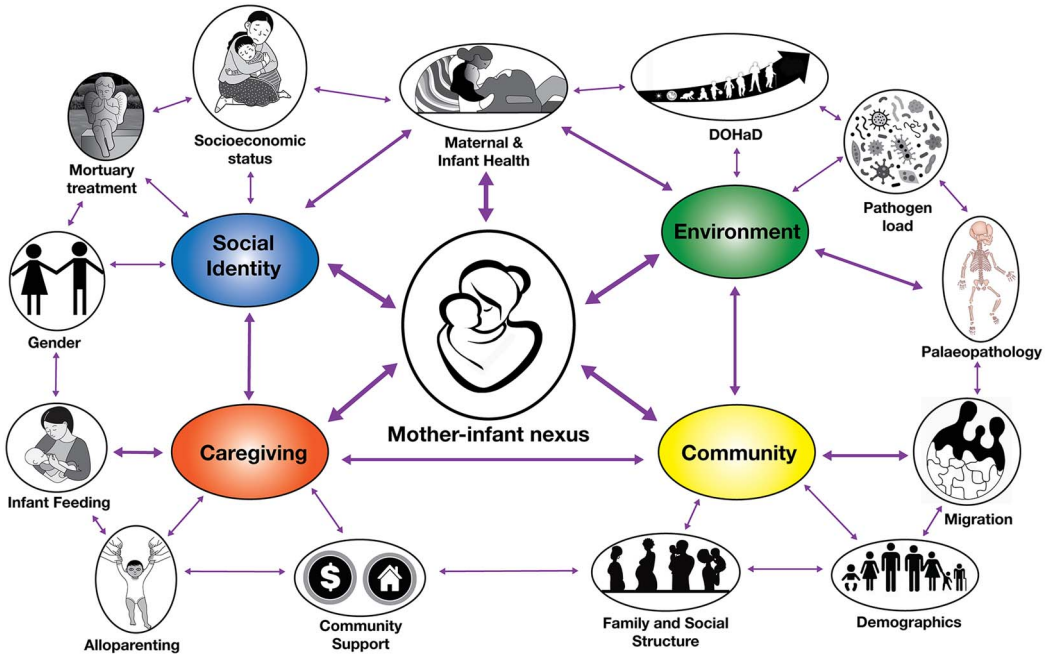 Socioeconomic
status
Maternal &
Infant Health
DOHaD
Mortuary
treatment
Pathogen
load
Social
Identity
Environment
Gender
Palaeopathology
Mother-infant nexus
Caregiving
Community
Infant Feeding
Migration
$
Alloparenting
Community
Support
Family and Social
Structure
Demographics